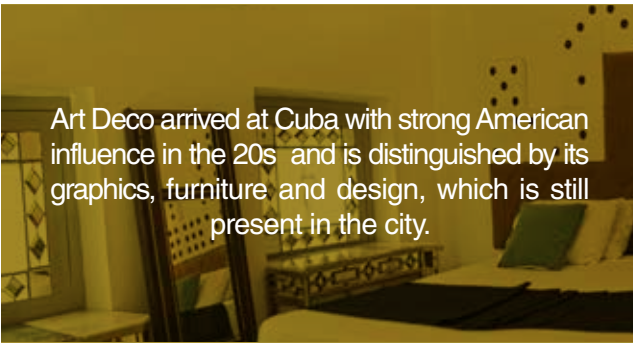 Art Deco arrived at Cuba with strong American
influence in the 20s  and is distinguished by its
graphics, furniture and design, which is still
present in the city.